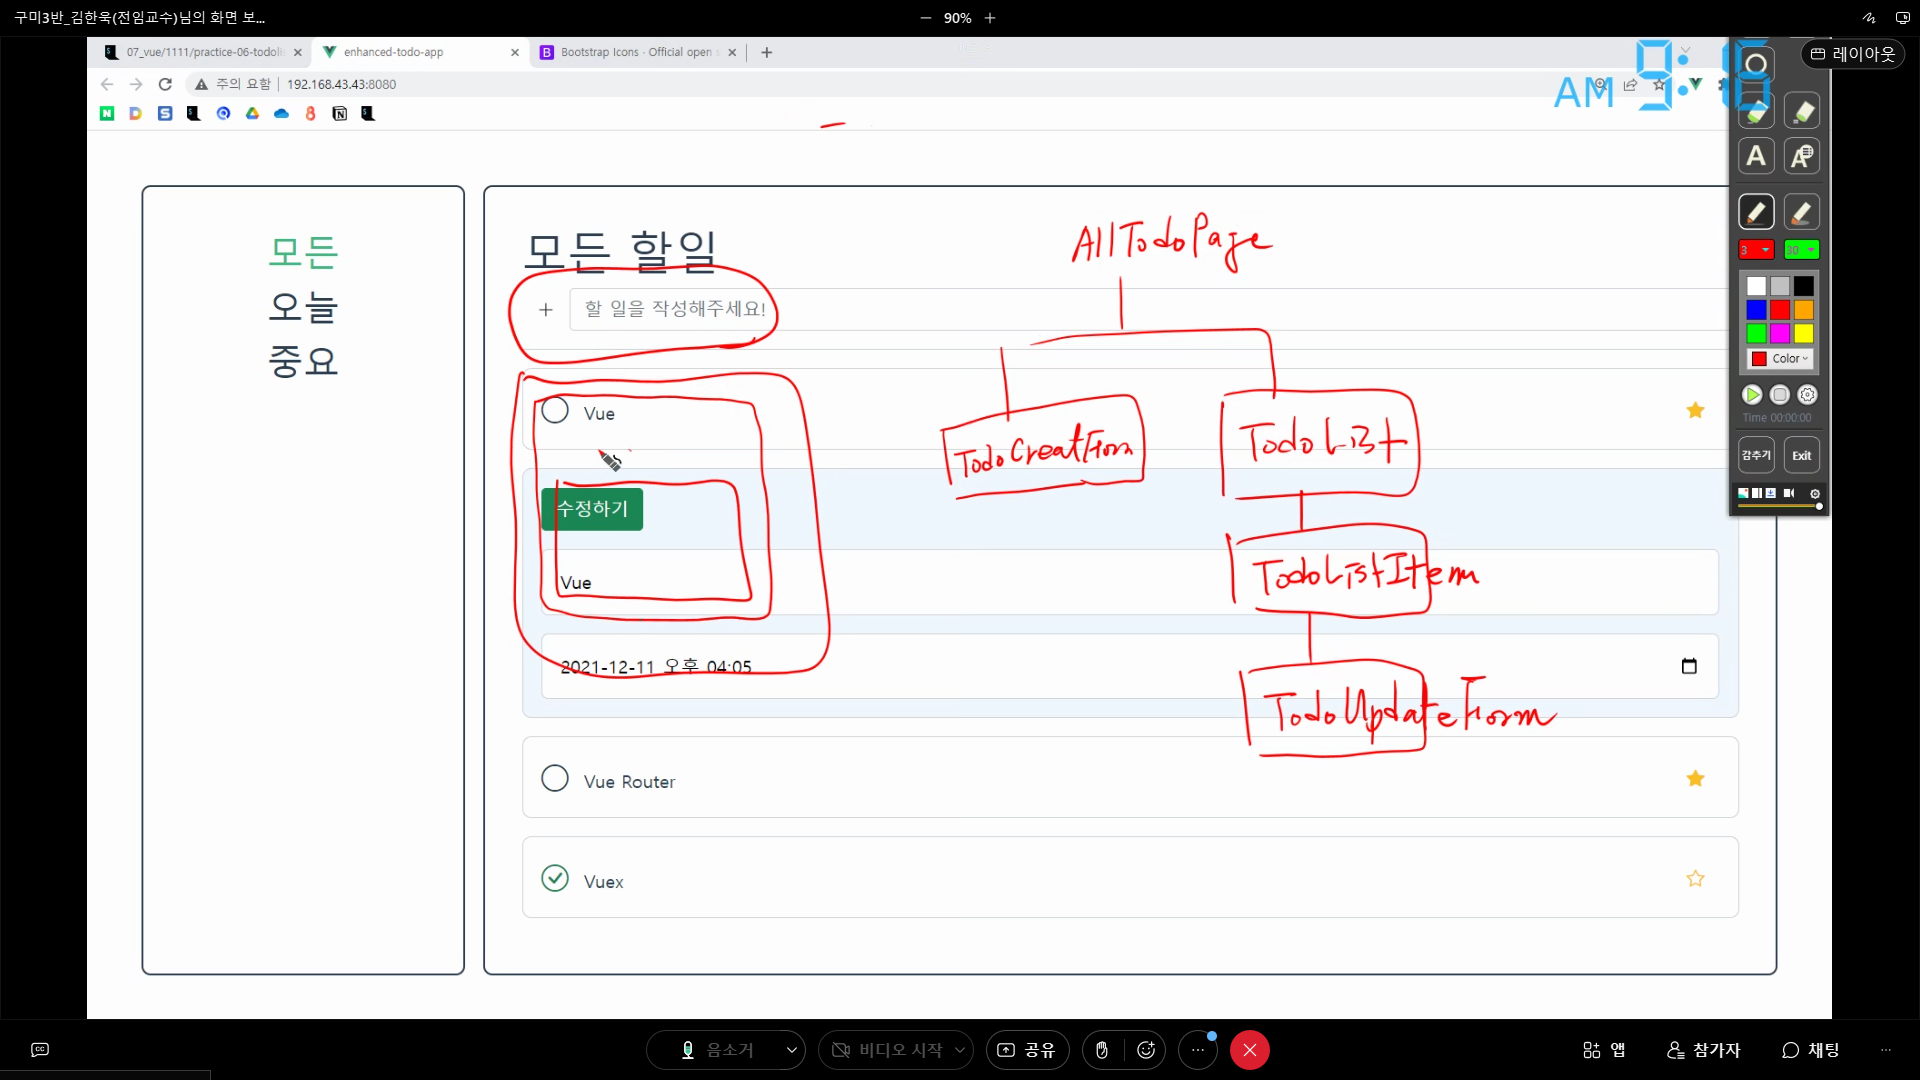 구미3반_김한욱(전임교수)님의 화면 보...
90%
레이아웃
07_vue/1111/practice-06-todoli
enhanced-todo-app
Bootstrap Icons · Official open s
주의 요함
192.168.43.43:8080
AM
모든
오늘
중요
모든 할일
할 일을 작성해주세요!
AllTodoPage
Vue
TodoCreatForm
TodoList
수정하기
Vue
TodoListItem
2021-12-11 오후 04:05
TodoUpdateForm
Vue Router
Vuex
A
A
3
30
Color
Time 00:00:00
감추기
Exit
CC
음소거
비디오 시작
공유
앱
참가자
채팅